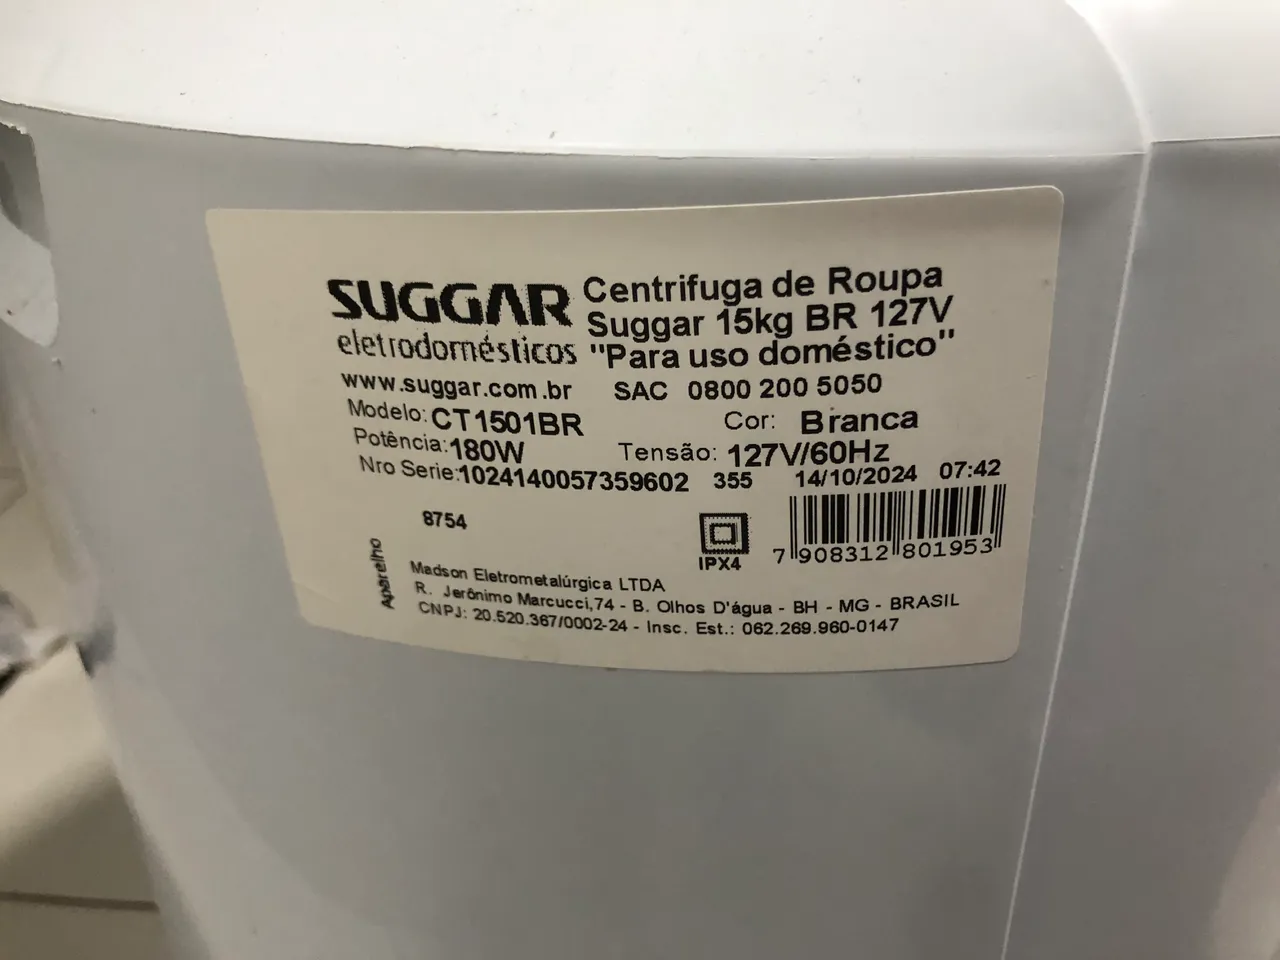 SUGGAR
eletrodomésticos
Centrifuga de Roupa
Suggar 15kg BR 127V
"Para uso doméstico"
www.suggar.com.br SAC 0800 200 5050
Modelo: CT1501BR Cor: Branca
Potência: 180W Tensão: 127V/60Hz
Nro Serie: 1024140057359602 355 14/10/2024 07:42
8754
IPX4
7 908312 801953
Aparelho
Madson Eletrometalúrgica LTDA
R. Jerônimo Marcucci,74 - B. Olhos D'água - BH - MG - BRASIL
CNPJ: 20.520.367/0002-24 - Insc. Est.: 062.269.960-0147